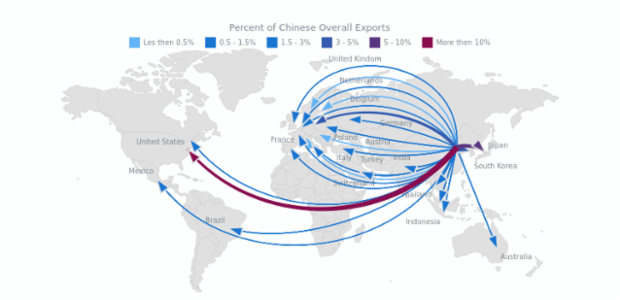 Percent of Chinese Overall Exports
Les then 0.5%
0.5 - 1.5%
1.5 - 3%
3 - 5%
5 - 10%
More then 10%
United Kindom
Netherlands
Belgium
Germany
United States
France
Poland
Austria
Japan
Italy
Turkey
India
South Korea
Mexico
Switzerland
Thailand
Brazil
Indonesia
Australia